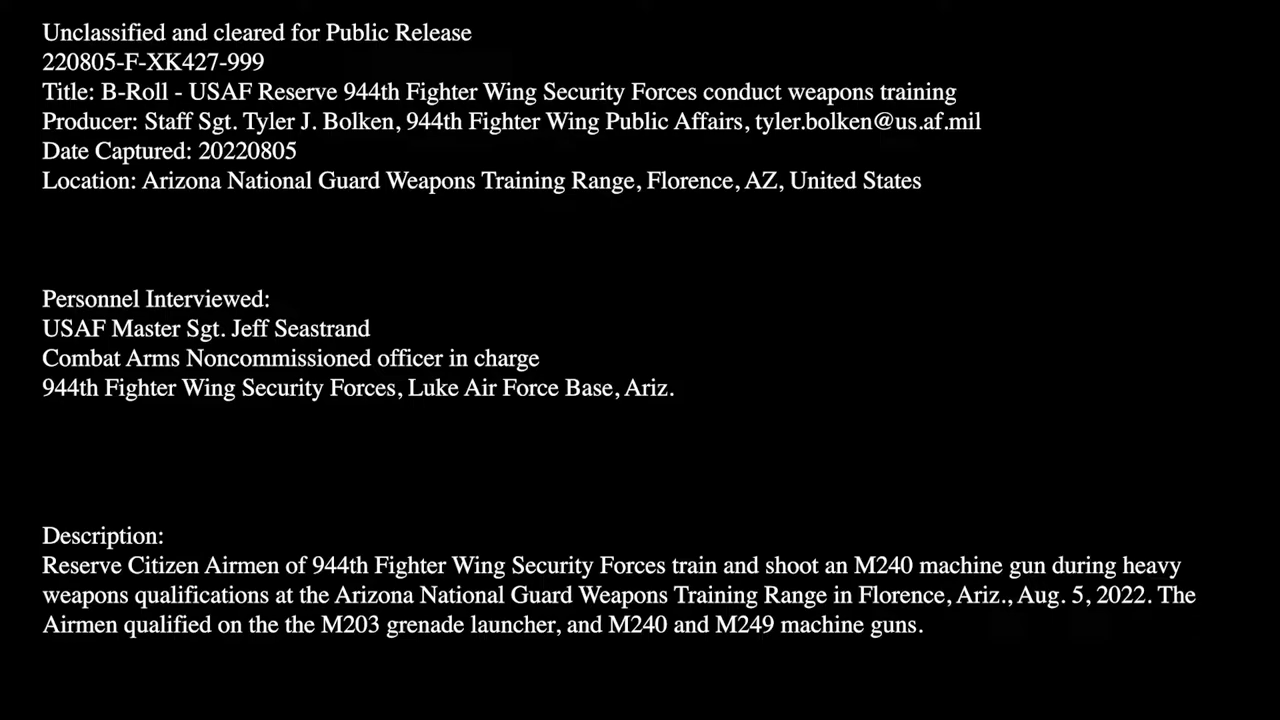 Unclassified and cleared for Public Release
220805-F-XK427-999
Title: B-Roll - USAF Reserve 944th Fighter Wing Security Forces conduct weapons training
Producer: Staff Sgt. Tyler J. Bolken, 944th Fighter Wing Public Affairs, tyler.bolken@us.af.mil
Date Captured: 20220805
Location: Arizona National Guard Weapons Training Range, Florence, AZ, United States
Personnel Interviewed:
USAF Master Sgt. Jeff Seastrand
Combat Arms Noncommissioned officer in charge
944th Fighter Wing Security Forces, Luke Air Force Base, Ariz.
Description:
Reserve Citizen Airmen of 944th Fighter Wing Security Forces train and shoot an M240 machine gun during heavy
weapons qualifications at the Arizona National Guard Weapons Training Range in Florence, Ariz., Aug. 5, 2022. The
Airmen qualified on the the M203 grenade launcher, and M240 and M249 machine guns.